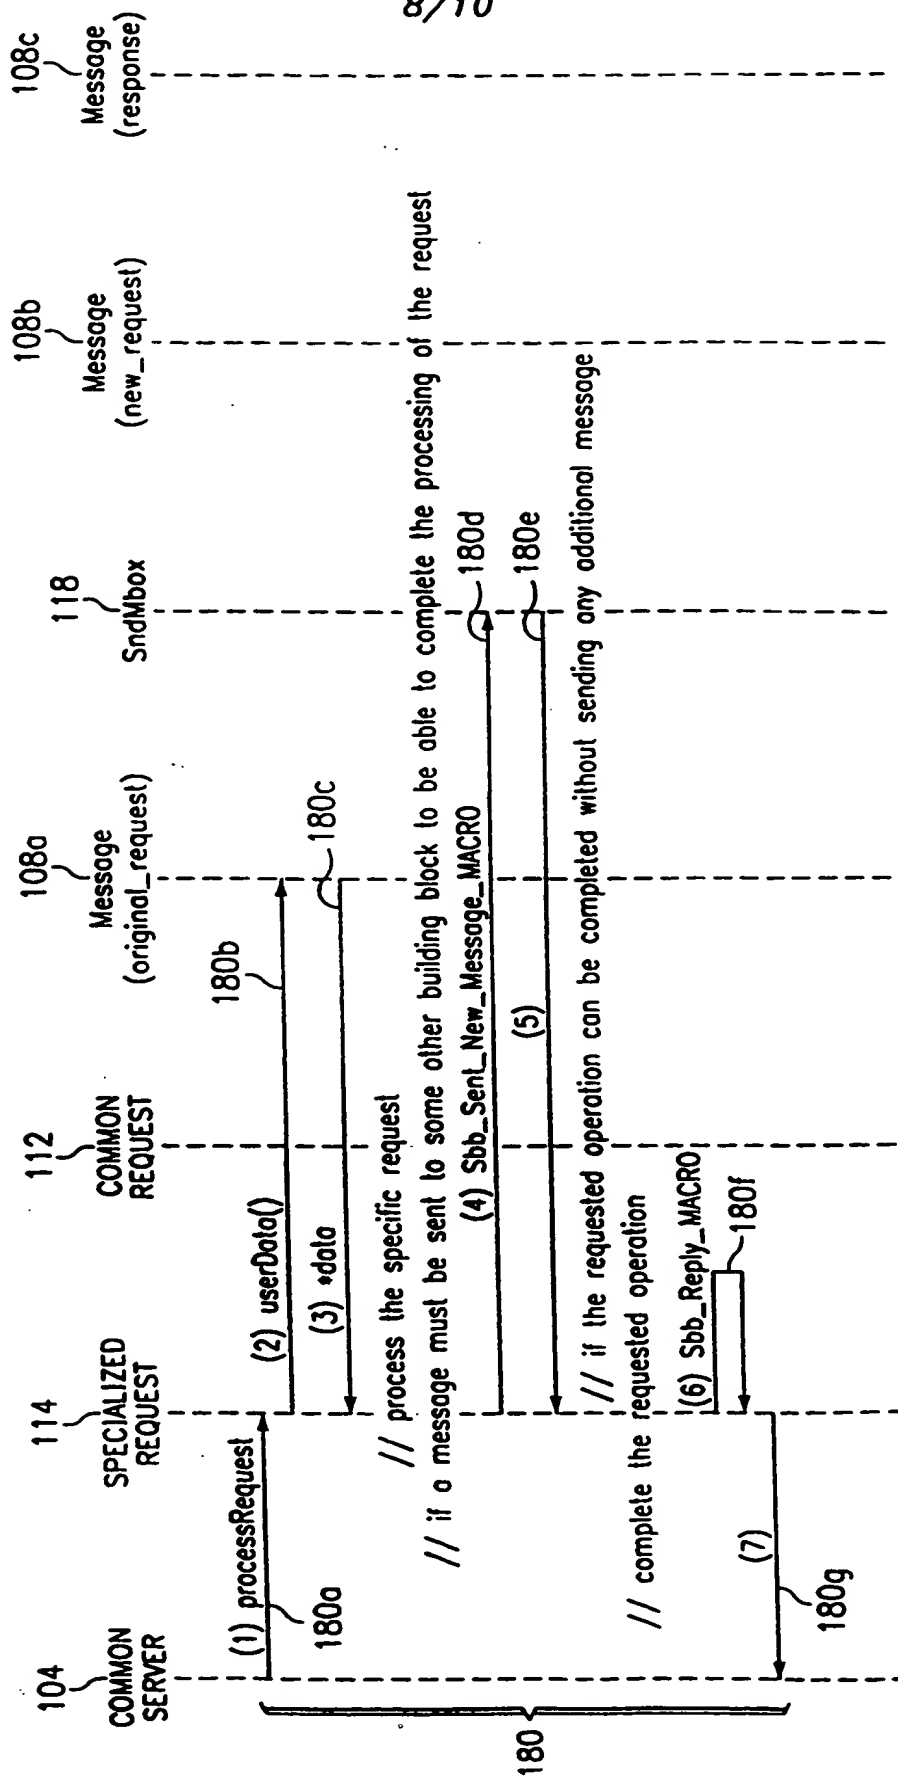 8/10
104
COMMON
SERVER
114
SPECIALIZED
REQUEST
112
COMMON
REQUEST
108a
Message
(original_request)
118
SndMbox
108b
Message
(new_request)
108c
Message
(response)
(1) processRequest
180a
(2) userData()
180b
(3) *data
180c
// process the specific request
// if a message must be sent to some other building block to be able to complete the processing of the request
(4) Sbb_Sent_New_Message_MACRO
180d
(5)
180e
// if the requested operation can be completed without sending any additional message
// complete the requested operation
(6) Sbb_Reply_MACRO
180f
(7)
180g
180